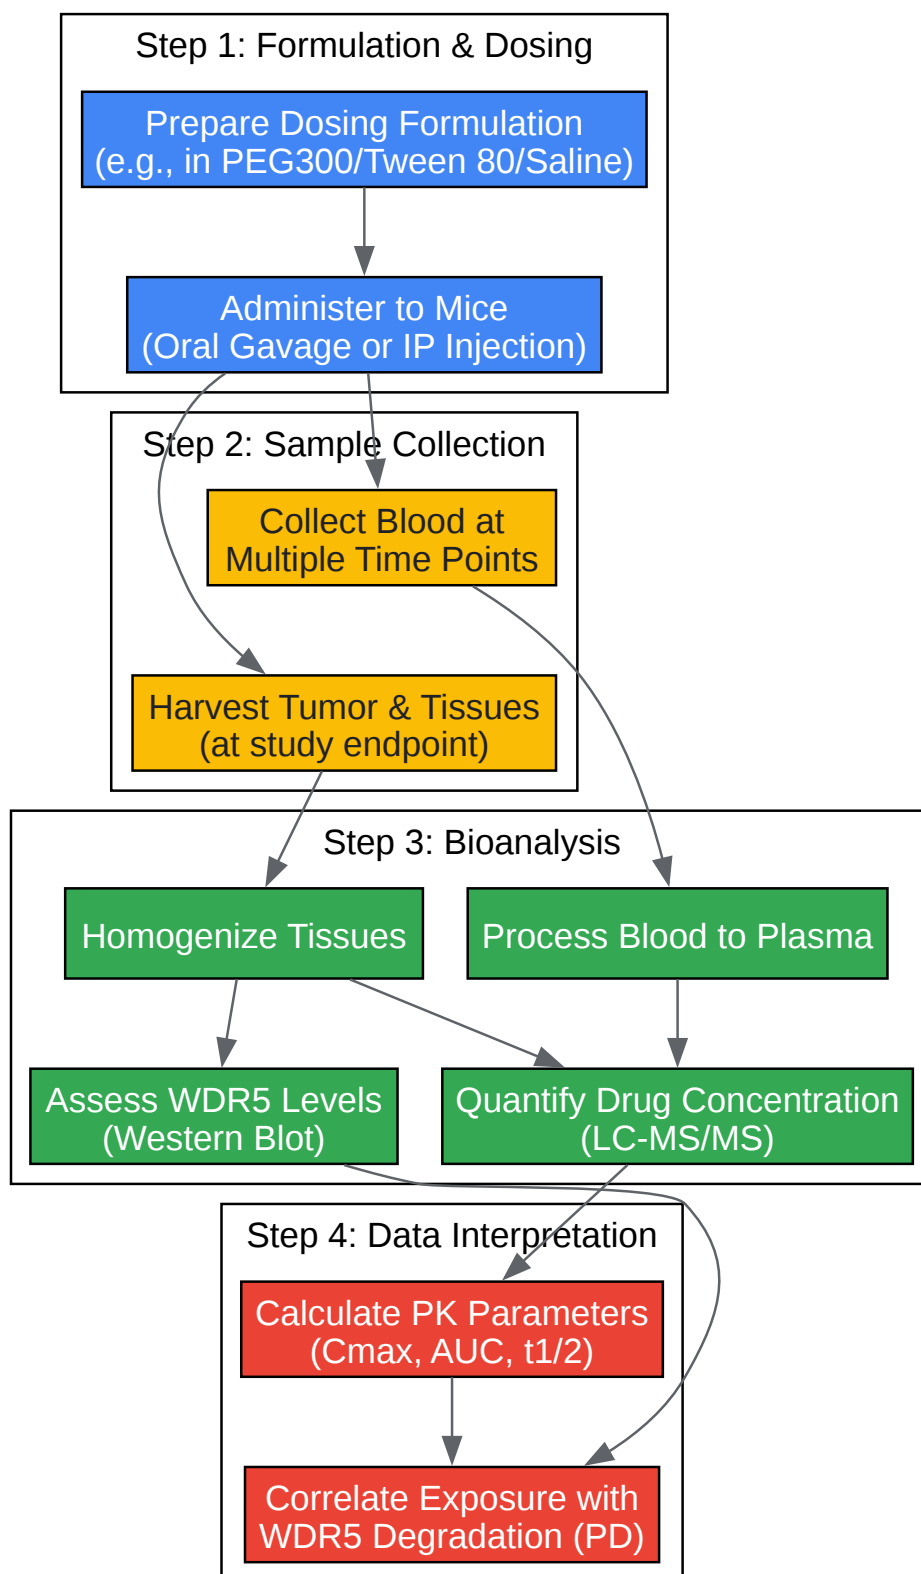 Step 1: Formulation & Dosing
Prepare Dosing Formulation
(e.g., in PEG300/Tween 80/Saline)
Administer to Mice
(Oral Gavage or IP Injection)
Step 2: Sample Collection
Collect Blood at
Multiple Time Points
Harvest Tumor & Tissues
(at study endpoint)
Step 3: Bioanalysis
Homogenize Tissues
Process Blood to Plasma
Assess WDR5 Levels
(Western Blot)
Quantify Drug Concentration
(LC-MS/MS)
Step 4: Data Interpretation
Calculate PK Parameters
(Cmax, AUC, t1/2)
Correlate Exposure with
WDR5 Degradation (PD)